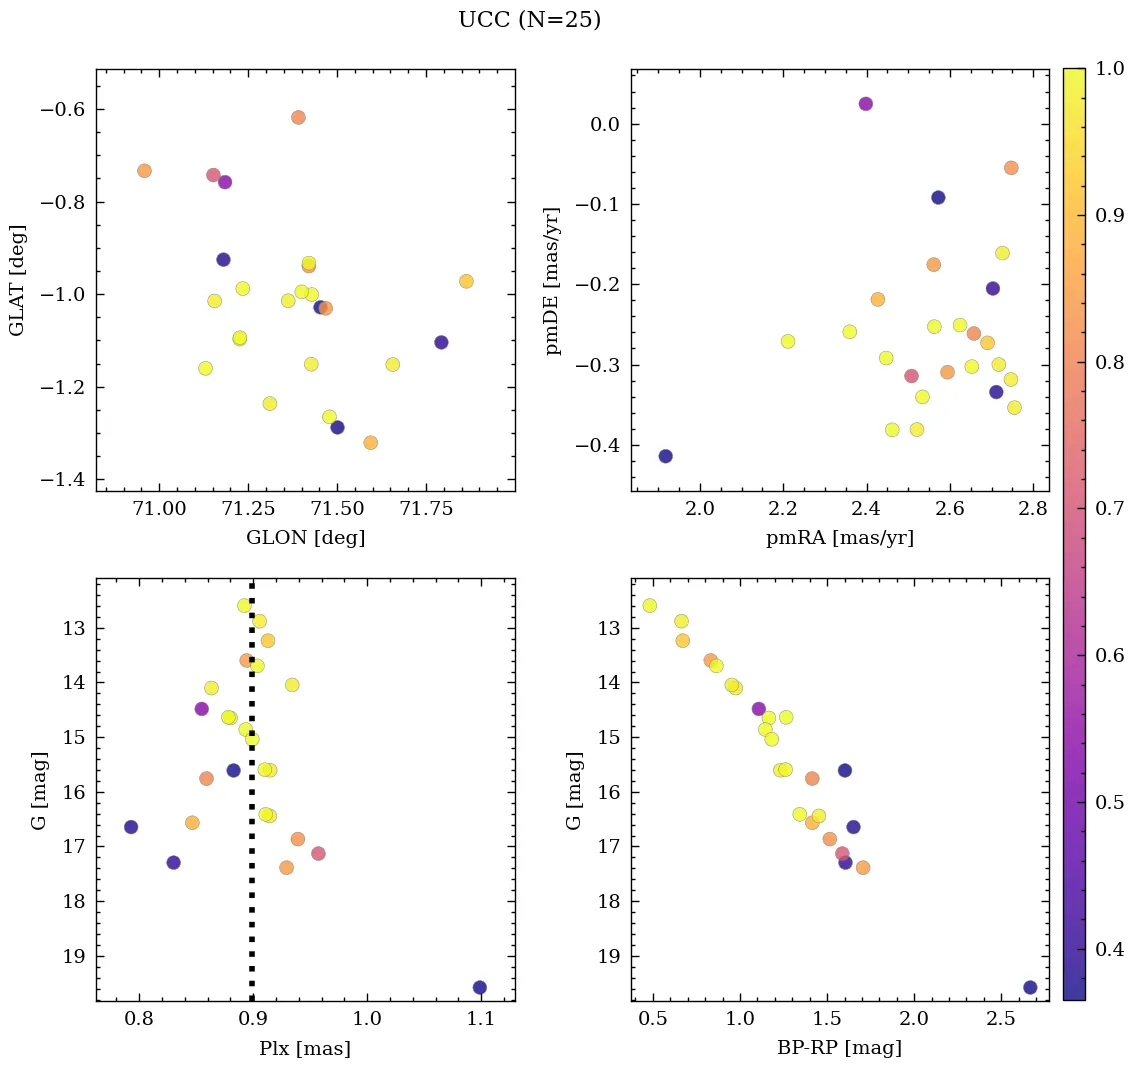 UCC (N=25)
−0.6
−0.8
−1.0
−1.2
−1.4
GLAT [deg]
71.00 71.25 71.50 71.75
GLON [deg]
0.0
−0.1
−0.2
−0.3
−0.4
pmDE [mas/yr]
2.0 2.2 2.4 2.6 2.8
pmRA [mas/yr]
13
14
15
16
17
18
19
G [mag]
0.8 0.9 1.0 1.1
Plx [mas]
13
14
15
16
17
18
19
G [mag]
0.5 1.0 1.5 2.0 2.5
BP-RP [mag]
1.0
0.9
0.8
0.7
0.6
0.5
0.4